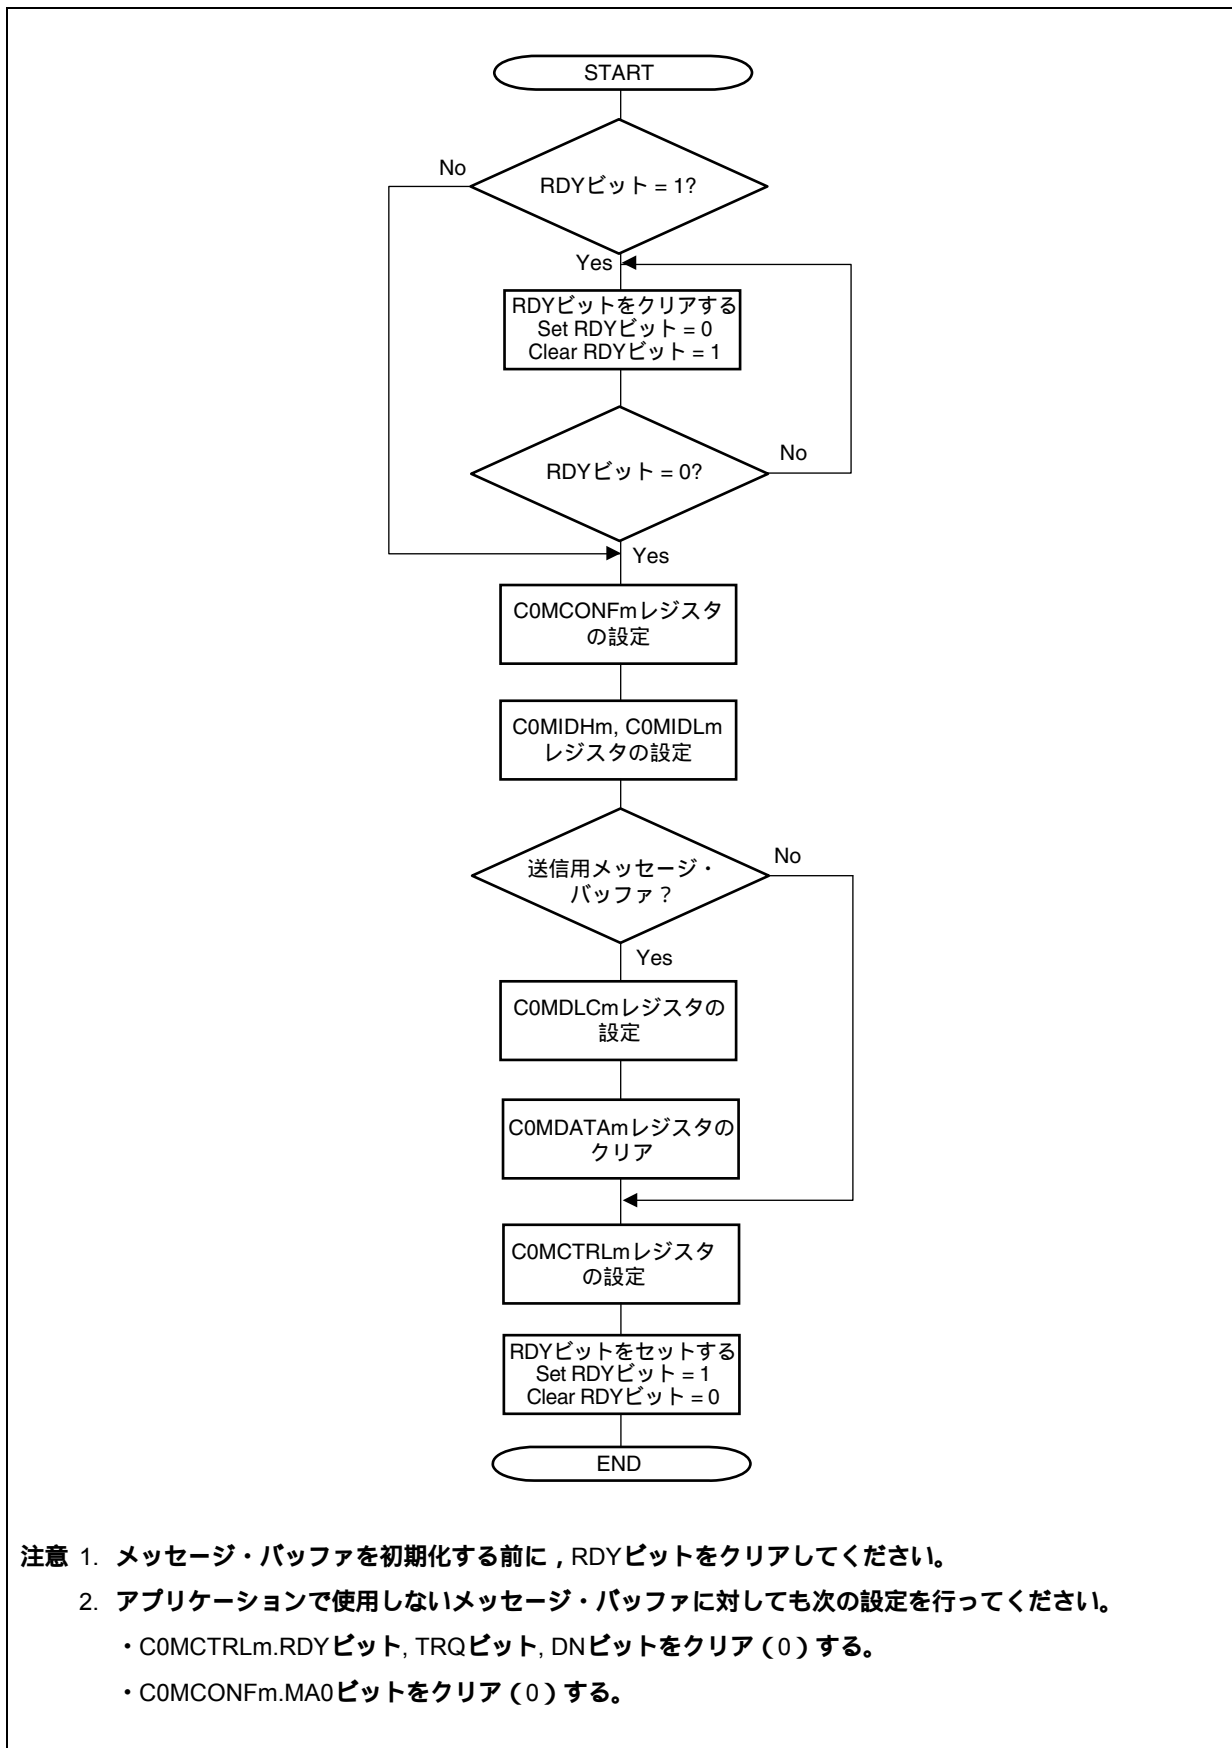 START
No
RDYビット = 1?
Yes
RDYビットをクリアする
Set RDYビット = 0
Clear RDYビット = 1
RDYビット = 0?
No
Yes
C0MCONFmレジスタ
の設定
C0MIDHm, C0MIDLm
レジスタの設定
送信用メッセージ・
バッファ？
No
Yes
C0MDLCmレジスタの
設定
C0MDATAmレジスタの
クリア
C0MCTRLmレジスタ
の設定
RDYビットをセットする
Set RDYビット = 1
Clear RDYビット = 0
END
注意 1. メッセージ・バッファを初期化する前に，RDYビットをクリアしてください。
2. アプリケーションで使用しないメッセージ・バッファに対しても次の設定を行ってください。
・C0MCTRLm.RDYビット, TRQビット, DNビットをクリア（0）する。
・C0MCONFm.MA0ビットをクリア（0）する。